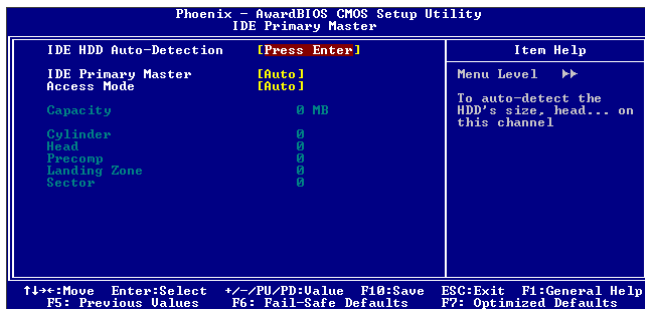 Phoenix - AwardBIOS CMOS Setup Utility
IDE Primary Master
IDE HDD Auto-Detection [Press Enter]
IDE Primary Master [Auto]
Access Mode [Auto]
Capacity 0 MB
Cylinder 0
Head 0
Precomp 0
Landing Zone 0
Sector 0
Item Help
Menu Level ▸▸
To auto-detect the
HDD's size, head... on
this channel
↑↓→←:Move Enter:Select +/-/PU/PD:Value F10:Save ESC:Exit F1:General Help
F5: Previous Values F6: Fail-Safe Defaults F7: Optimized Defaults